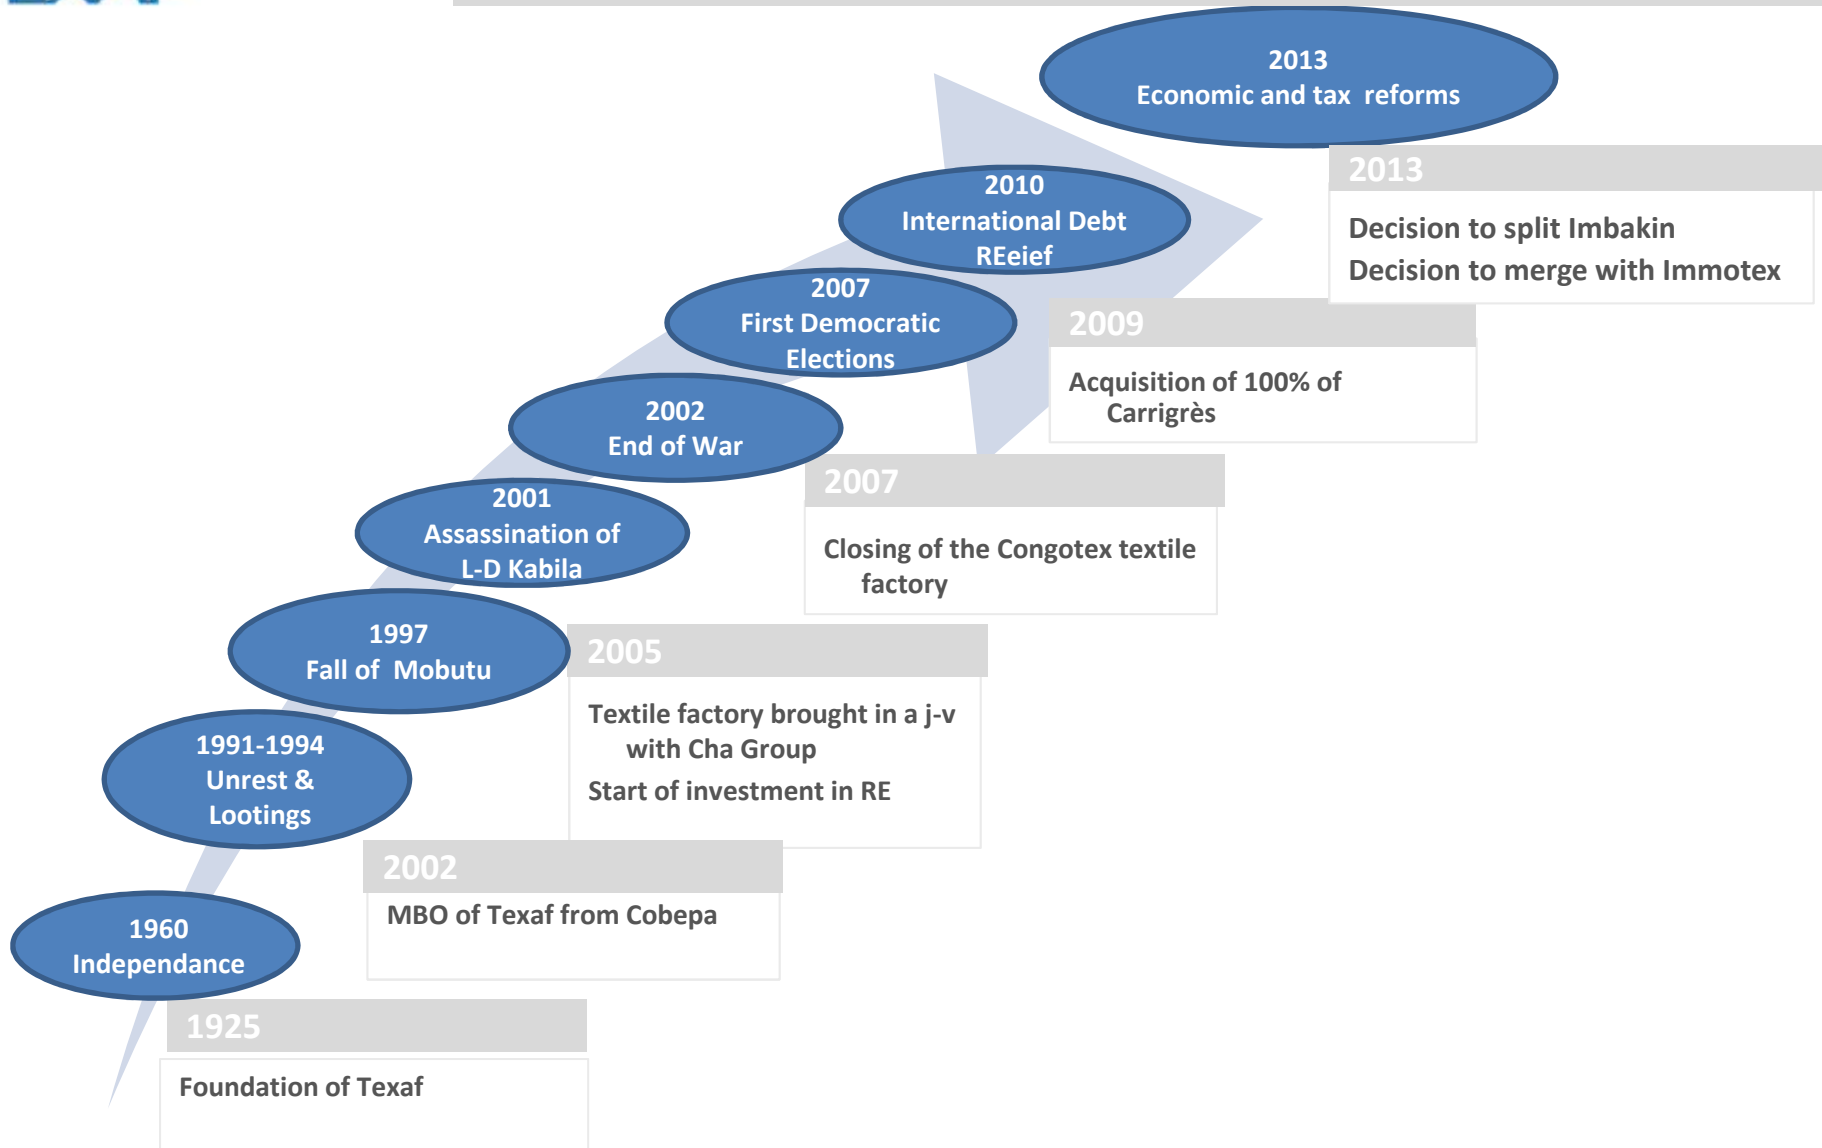 2013
Economic and tax  reforms
2013
Decision to split Imbakin
Decision to merge with Immotex
2010
International Debt
REeief
2007
First Democratic
Elections
2009
Acquisition of 100% of
Carrigrès
2002
End of War
2007
Closing of the Congotex textile
factory
2001
Assassination of
L-D Kabila
1997
Fall of  Mobutu
2005
Textile factory brought in a j-v
with Cha Group
Start of investment in RE
1991-1994
Unrest &
Lootings
2002
MBO of Texaf from Cobepa
1960
Independance
1925
Foundation of Texaf